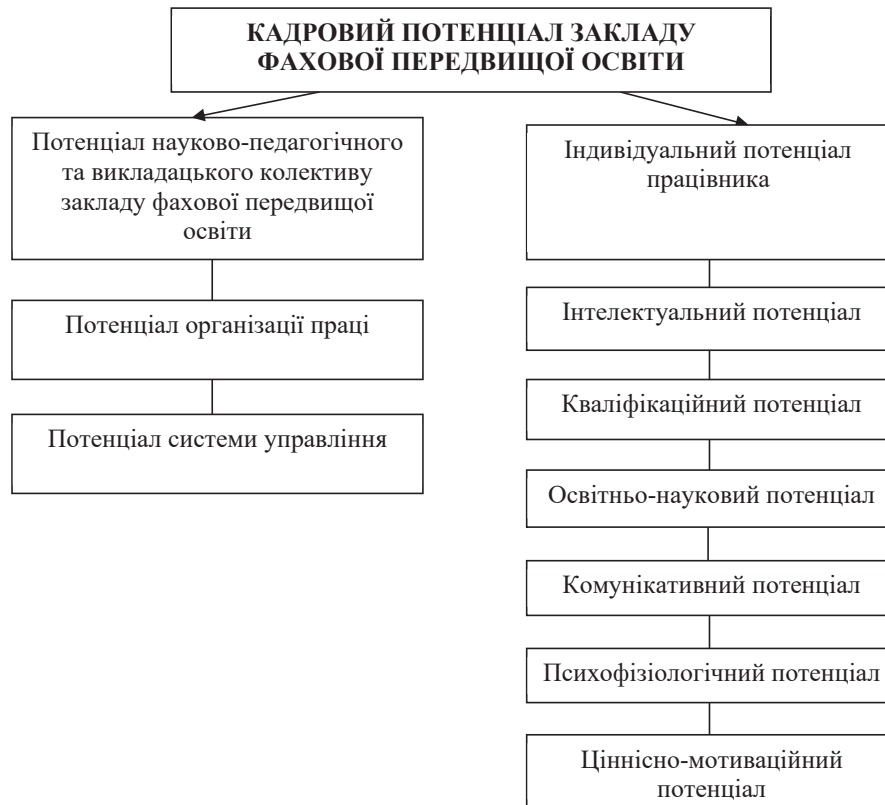 КАДРОВИЙ ПОТЕНЦІАЛ ЗАКЛАДУ
ФАХОВОЇ ПЕРЕДВИЩОЇ ОСВІТИ
Потенціал науково-педагогічного
та викладацького колективу
закладу фахової передвищої
освіти
Потенціал організації праці
Потенціал системи управління
Індивідуальний потенціал
працівника
Інтелектуальний потенціал
Кваліфікаційний потенціал
Освітньо-науковий потенціал
Комунікативний потенціал
Психофізіологічний потенціал
Ціннісно-мотиваційний
потенціал